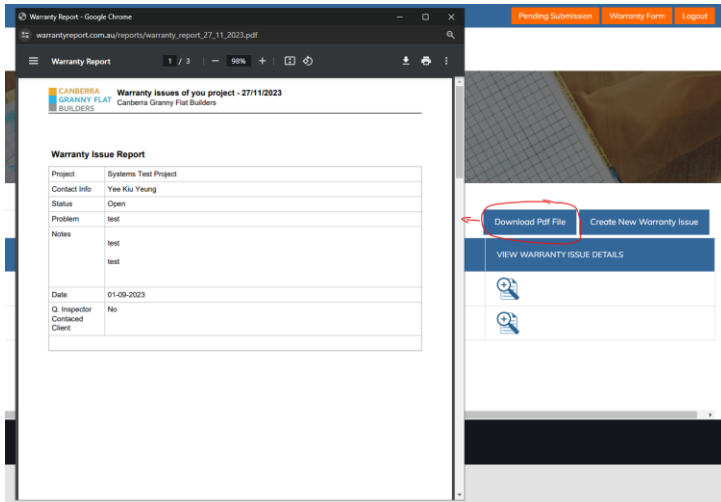 Warranty Report - Google Chrome
warrantyreport.com.au/reports/warranty_report_27_11_2023.pdf
Pending Submission Warranty Form Logout
Warranty Report 1 / 3 98%
CANBERRA
GRANNY FLAT
BUILDERS
Warranty issues of you project - 27/11/2023
Canberra Granny Flat Builders
Warranty Issue Report
Project Systems Test Project
Contact Info Yee Kiu Yeung
Status Open
Problem test
Notes
test
test
Date 01-09-2023
Q. Inspector No
Contaced
Client
Download Pdf File Create New Warranty Issue
VIEW WARRANTY ISSUE DETAILS